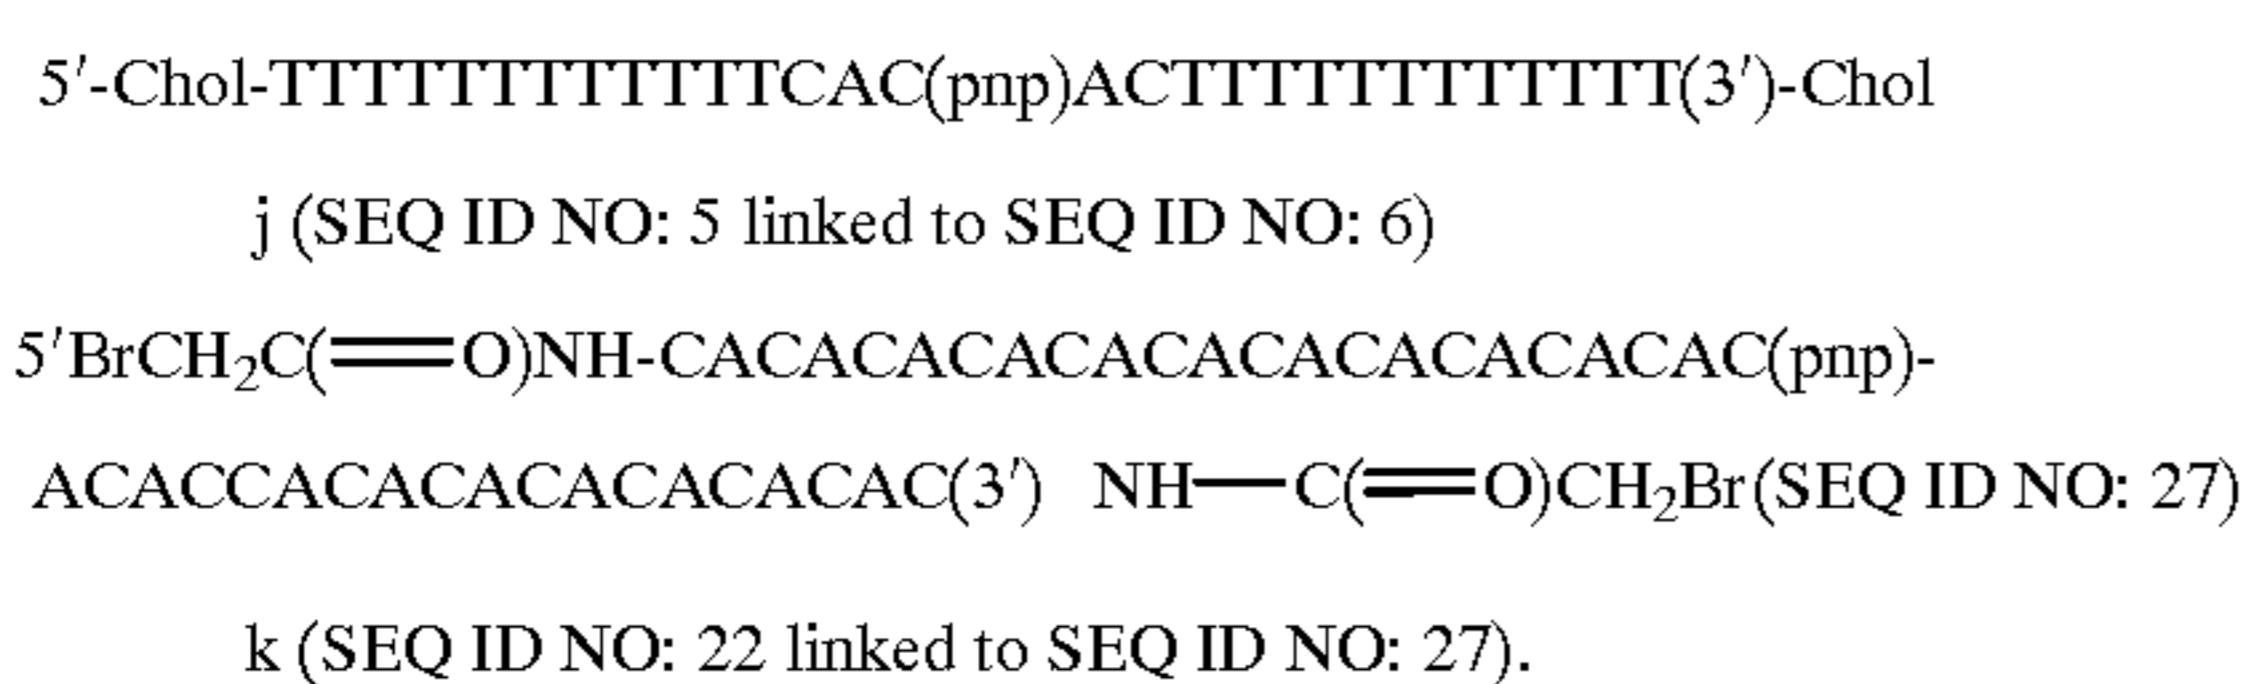 5′-Chol-TTTTTTTTTTTTCAC(pnp)ACTTTTTTTTTTTT(3′)-Chol
j (SEQ ID NO: 5 linked to SEQ ID NO: 6)
5′BrCH₂C(═O)NH-CACACACACACACACACACACAC(pnp)-
ACACCACACACACACACAC(3′) NH—C(═O)CH₂Br(SEQ ID NO: 27)
k (SEQ ID NO: 22 linked to SEQ ID NO: 27).